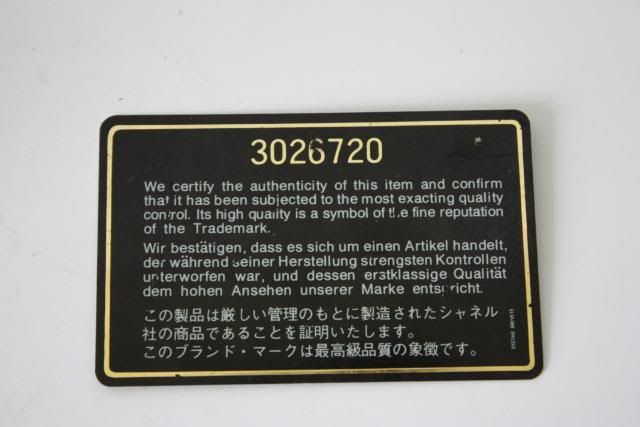 3026720
We certify the authenticity of this item and confirm
that it has been subjected to the most exacting quality
control. Its high quality is a symbol of the fine reputation
of the Trademark.
Wir bestätigen, dass es sich um einen Artikel handelt,
der während seiner Herstellung strengsten Kontrollen
unterworfen war, und dessen erstklassige Qualität
dem hohen Ansehen unserer Marke entspricht.
この製品は厳しい管理のもとに製造されたシャネル
社の商品であることを証明いたします。
このブランド・マークは最高級品質の象徴です。